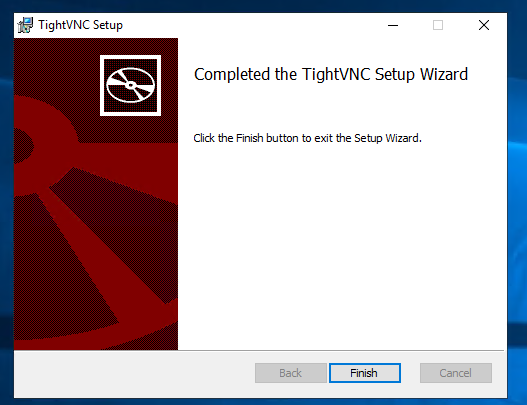 TightVNC Setup
Completed the TightVNC Setup Wizard
Click the Finish button to exit the Setup Wizard.
Back
Finish
Cancel